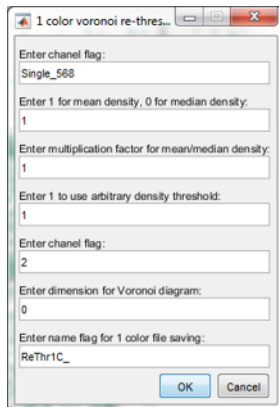 1 color voronoi re-thres...
Enter chanel flag:
Single_568
Enter 1 for mean density, 0 for median density:
1
Enter multiplication factor for mean/median density:
1
Enter 1 to use arbitrary density threshold:
1
Enter chanel flag:
2
Enter dimension for Voronoi diagram:
0
Enter name flag for 1 color file saving:
ReThr1C_
OK Cancel